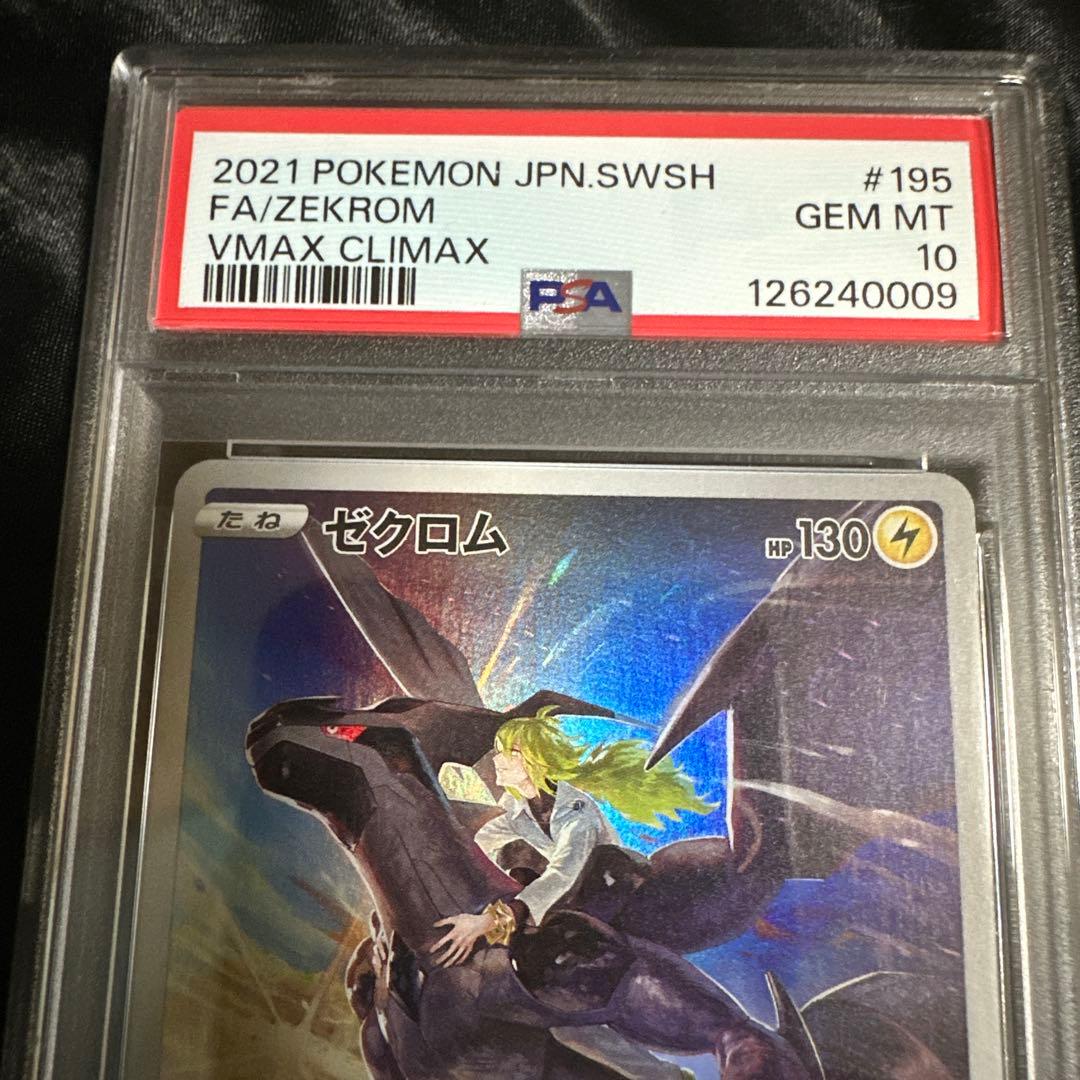 2021 POKEMON JPN.SWSH #195
FA/ZEKROM GEM MT
VMAX CLIMAX 10
PSA 126240009
たね ゼクロム HP 130